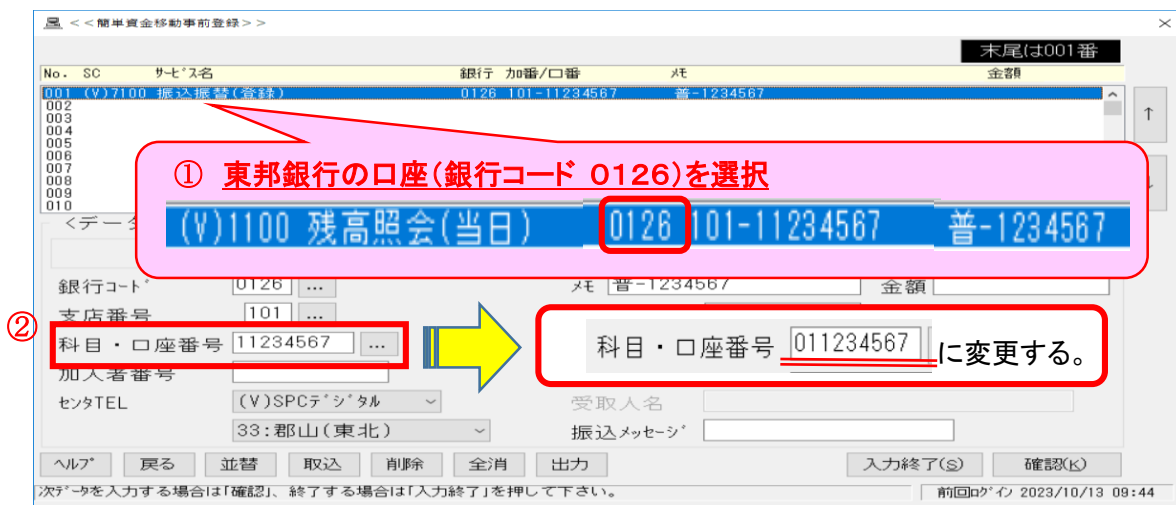 <<簡単資金移動事前登録>>
末尾は001番
No. SC ｻｰﾋﾞｽ名 銀行 加番/口番 ﾒﾓ 金額
001 (V)7100 振込振替(登録) 0126 101-11234567 普-1234567
002
003
004
005
006
007
008
009
010
① 東邦銀行の口座(銀行コード 0126)を選択
(V)1100 残高照会(当日) 0126 101-11234567 普-1234567
<データ
銀行ｺｰﾄﾞ 0126 ... ﾒﾓ 普-1234567 金額
支店番号 101 ...
② 科目・口座番号 11234567 ... 科目・口座番号 011234567 に変更する。
加入者番号
ｾﾝﾀTEL (V)SPCﾃﾞｼﾞﾀﾙ 受取人名
33:郡山(東北) 振込ﾒｯｾｰｼﾞ
ﾍﾙﾌﾟ 戻る 並替 取込 削除 全消 出力 入力終了(S) 確認(K)
次ﾃﾞｰﾀを入力する場合は「確認」、終了する場合は「入力終了」を押して下さい。 前回ﾛｸﾞｲﾝ 2023/10/13 09:44